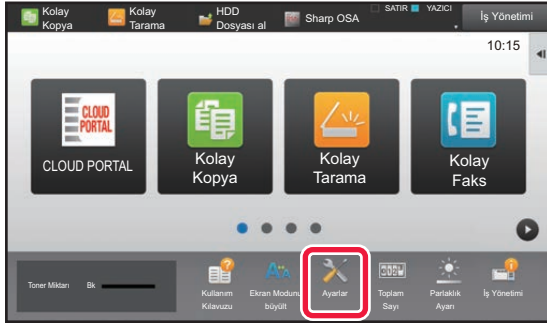 Kolay
Kopya
Kolay
Tarama
HDD
Dosyası al
Sharp OSA
SATIR
YAZICI
İş Yönetimi
10:15
CLOUD
PORTAL
CLOUD PORTAL
Kolay
Kopya
Kolay
Tarama
Kolay
Faks
Toner Miktarı
Bk
Kullanım
Kılavuzu
Ekran Modunu
büyült
Ayarlar
Toplam
Sayı
Parlaklık
Ayarı
İş Yönetimi